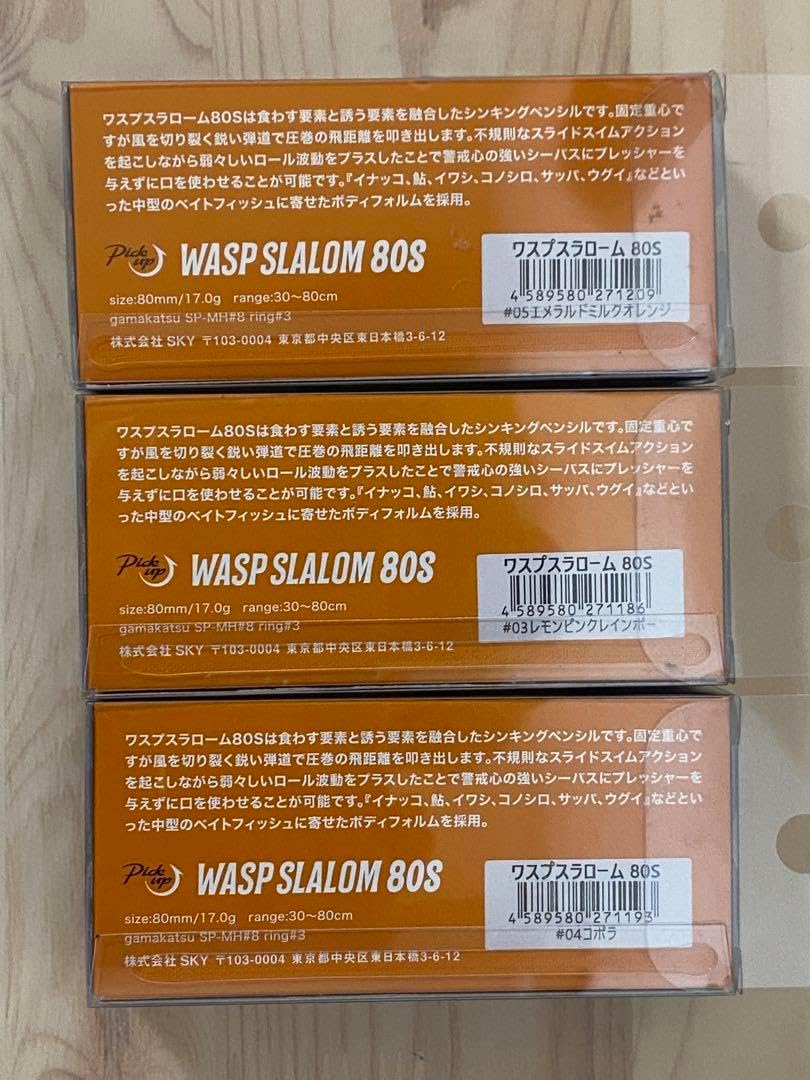 ワスプスラローム80Sは食わす要素と誘う要素を融合したシンキングペンシルです。固定重心で
すが風を切り裂く鋭い弾道で圧巻の飛距離を叩き出します。不規則なスライドスイムアクション
を起こしながら弱々しいロール波動をプラスしたことで警戒心の強いシーバスにプレッシャーを
与えずに口を使わせることが可能です。『イナッコ、鮎、イワシ、コノシロ、サッパ、ウグイ』などとい
った中型のベイトフィッシュに寄せたボディフォルムを採用。
Pick up WASP SLALOM 80S
size:80mm/17.0g range:30〜80cm
gamakatsu SP-MH#8 ring#3
株式会社 SKY 〒103-0004 東京都中央区東日本橋3-6-12
ワスプスラローム 80S
4 589580 271209
#05エメラルドミルクオレンジ
ワスプスラローム80Sは食わす要素と誘う要素を融合したシンキングペンシルです。固定重心で
すが風を切り裂く鋭い弾道で圧巻の飛距離を叩き出します。不規則なスライドスイムアクション
を起こしながら弱々しいロール波動をプラスしたことで警戒心の強いシーバスにプレッシャーを
与えずに口を使わせることが可能です。『イナッコ、鮎、イワシ、コノシロ、サッパ、ウグイ』などとい
った中型のベイトフィッシュに寄せたボディフォルムを採用。
Pick up WASP SLALOM 80S
size:80mm/17.0g range:30〜80cm
gamakatsu SP-MH#8 ring#3
株式会社 SKY 〒103-0004 東京都中央区東日本橋3-6-12
ワスプスラローム 80S
4 589580 271186
#03レモンピンクレインボー
ワスプスラローム80Sは食わす要素と誘う要素を融合したシンキングペンシルです。固定重心で
すが風を切り裂く鋭い弾道で圧巻の飛距離を叩き出します。不規則なスライドスイムアクション
を起こしながら弱々しいロール波動をプラスしたことで警戒心の強いシーバスにプレッシャーを
与えずに口を使わせることが可能です。『イナッコ、鮎、イワシ、コノシロ、サッパ、ウグイ』などとい
った中型のベイトフィッシュに寄せたボディフォルムを採用。
Pick up WASP SLALOM 80S
size:80mm/17.0g range:30〜80cm
gamakatsu SP-MH#8 ring#3
株式会社 SKY 〒103-0004 東京都中央区東日本橋3-6-12
ワスプスラローム 80S
4 589580 271193
#04コボラ